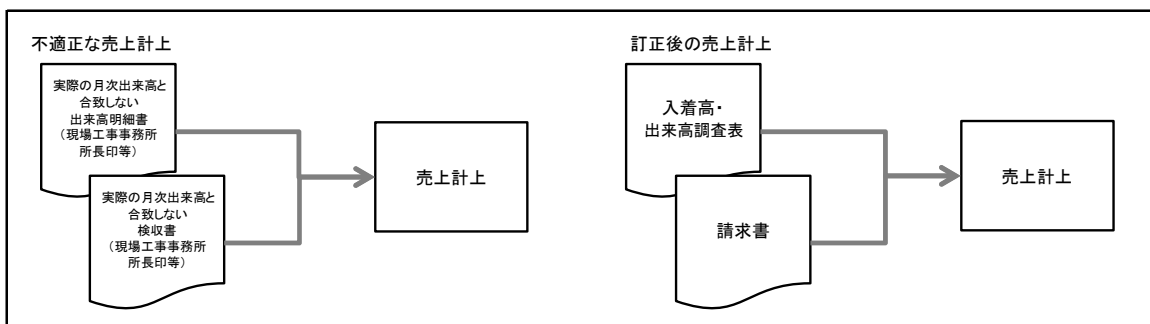 不適正な売上計上
実際の月次出来高と
合致しない
出来高明細書
（現場工事事務所
所長印等）
実際の月次出来高と
合致しない
検収書
（現場工事事務所
所長印等）
売上計上
訂正後の売上計上
入着高・
出来高調査表
請求書
売上計上